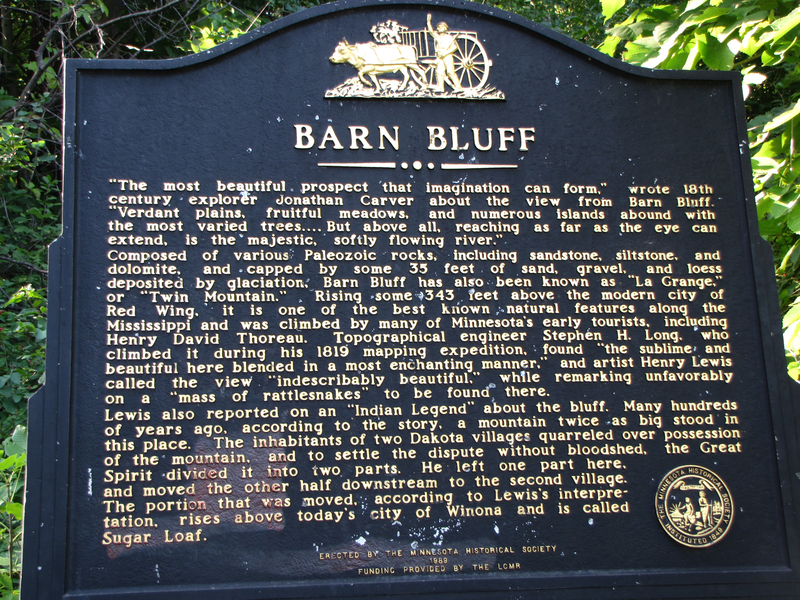 BARN BLUFF
"The most beautiful prospect that imagination can form," wrote 18th
century explorer Jonathan Carver about the view from Barn Bluff.
"Verdant plains, fruitful meadows, and numerous islands abound with
the most varied trees.... But above all, reaching as far as the eye can
extend, is the majestic, softly flowing river."
Composed of various Paleozoic rocks, including sandstone, siltstone, and
dolomite, and capped by some 35 feet of sand, gravel, and loess
deposited by glaciation, Barn Bluff has also been known as "La Grange,"
or "Twin Mountain." Rising some 343 feet above the modern city of
Red Wing, it is one of the best known natural features along the
Mississippi and was climbed by many of Minnesota's early tourists, including
Henry David Thoreau. Topographical engineer Stephen H. Long, who
climbed it during his 1819 mapping expedition, found "the sublime and
beautiful here blended in a most enchanting manner," and artist Henry Lewis
called the view "indescribably beautiful," while remarking unfavorably
on a "mass of rattlesnakes" to be found there.
Lewis also reported on an "Indian Legend" about the bluff. Many hundreds
of years ago, according to the story, a mountain twice as big stood in
this place. The inhabitants of two Dakota villages quarreled over possession
of the mountain, and to settle the dispute without bloodshed, the Great
Spirit divided it into two parts. He left one part here,
and moved the other half downstream to the second village.
The portion that was moved, according to Lewis's interpre-
tation, rises above today's city of Winona and is called
Sugar Loaf.
ERECTED BY THE MINNESOTA HISTORICAL SOCIETY
1989
FUNDING PROVIDED BY THE LCMR
THE MINNESOTA HISTORICAL SOCIETY
INSTITUTED 1849